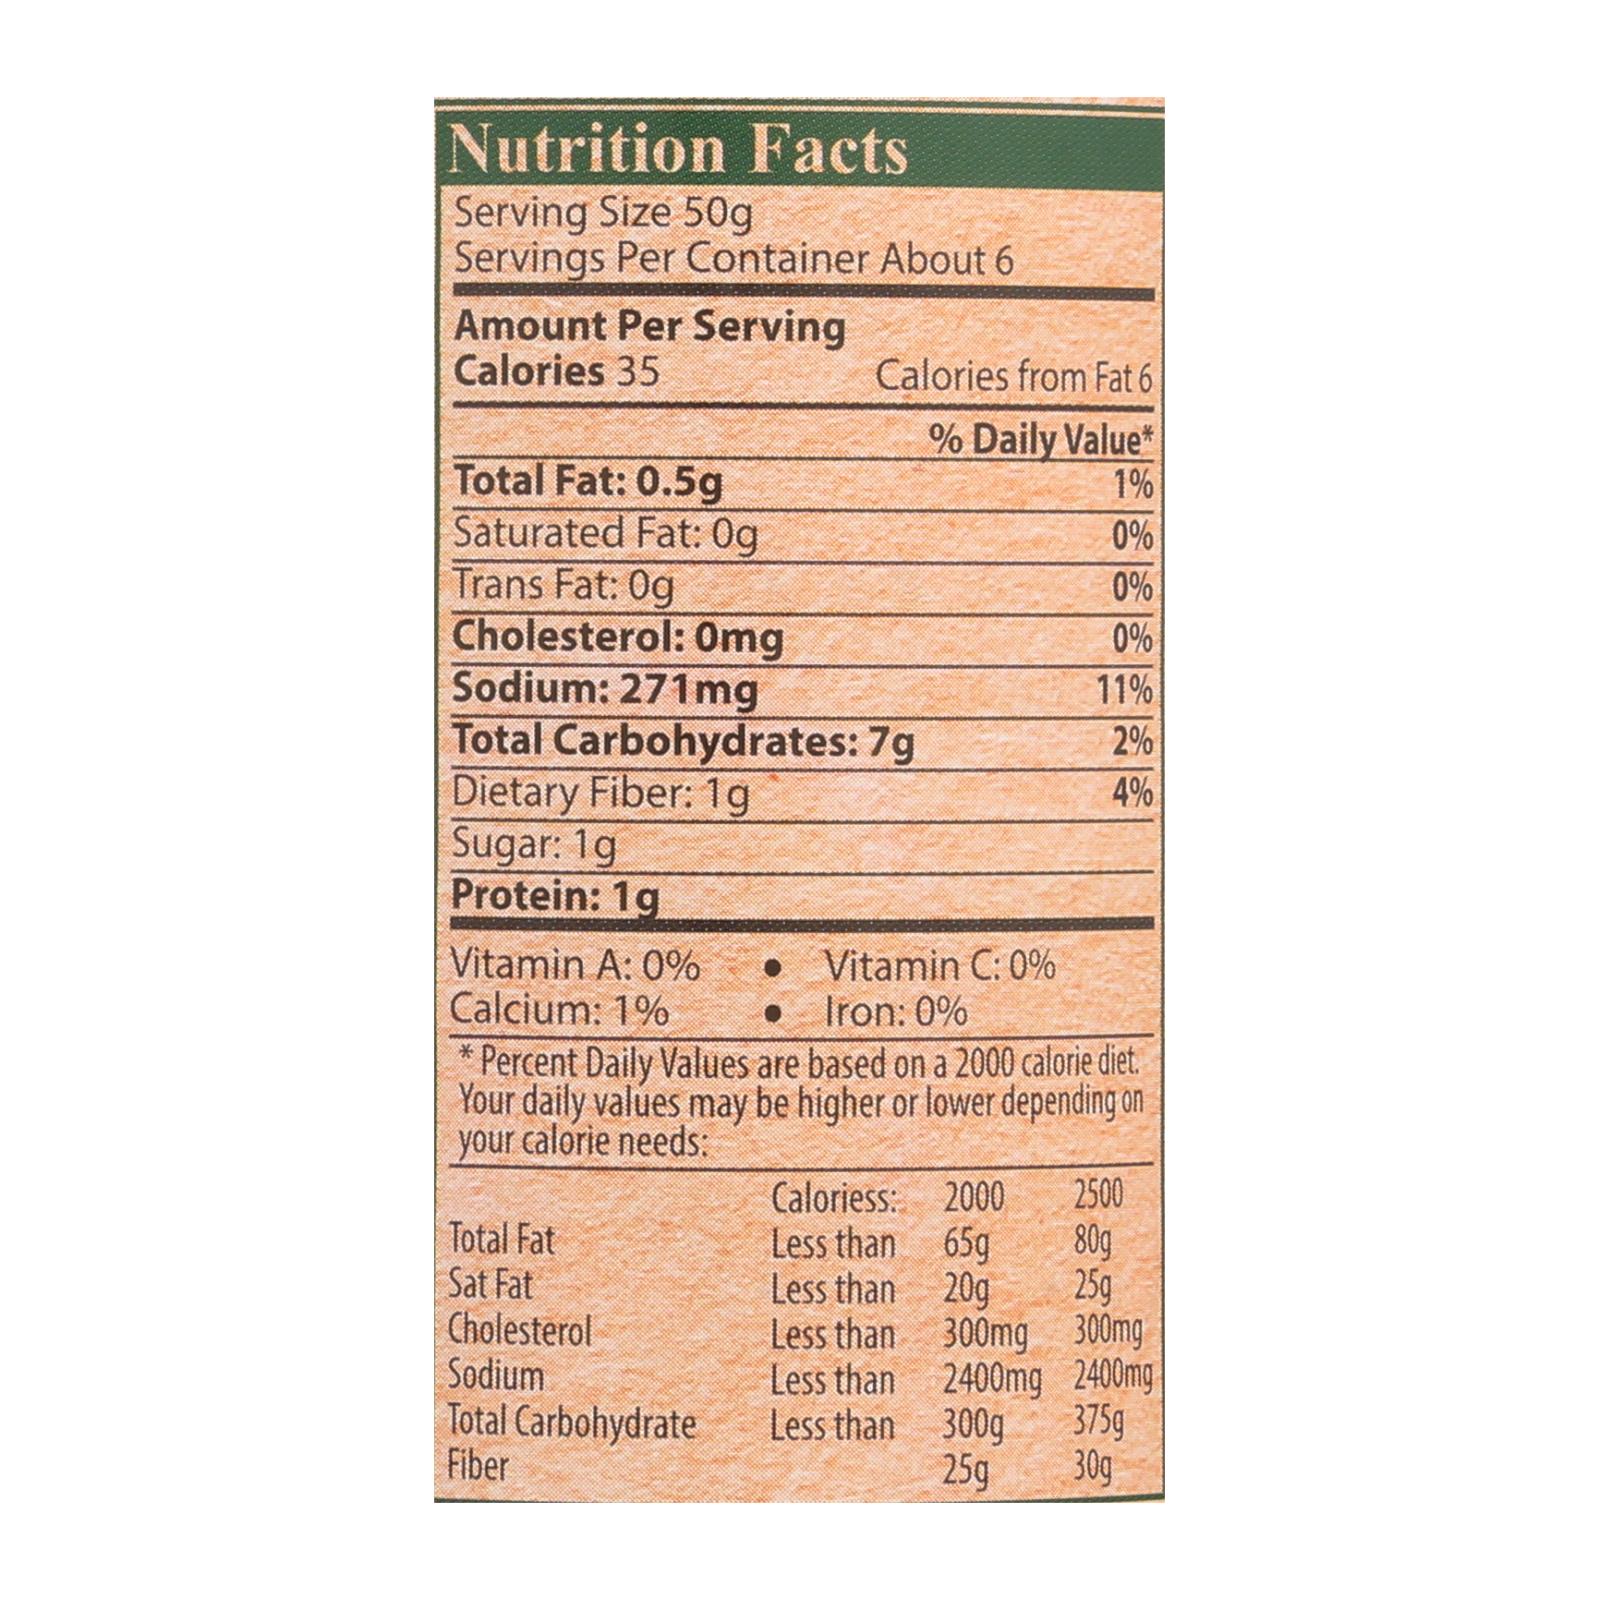 Nutrition Facts
Serving Size 50g
Servings Per Container About 6
Amount Per Serving
Calories 35 Calories from Fat 6
% Daily Value*
Total Fat: 0.5g 1%
Saturated Fat: 0g 0%
Trans Fat: 0g 0%
Cholesterol: 0mg 0%
Sodium: 271mg 11%
Total Carbohydrates: 7g 2%
Dietary Fiber: 1g 4%
Sugar: 1g
Protein: 1g
Vitamin A: 0% • Vitamin C: 0%
Calcium: 1% • Iron: 0%
* Percent Daily Values are based on a 2000 calorie diet.
Your daily values may be higher or lower depending on
your calorie needs:
Caloriess: 2000 2500
Total Fat Less than 65g 80g
Sat Fat Less than 20g 25g
Cholesterol Less than 300mg 300mg
Sodium Less than 2400mg 2400mg
Total Carbohydrate Less than 300g 375g
Fiber 25g 30g